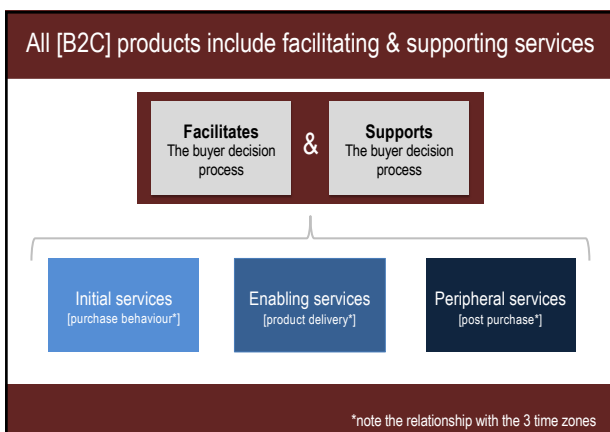 All [B2C] products include facilitating & supporting services
Facilitates
The buyer decision
process
&
Supports
The buyer decision
process
Initial services
[purchase behaviour*]
Enabling services
[product delivery*]
Peripheral services
[post purchase*]
*note the relationship with the 3 time zones